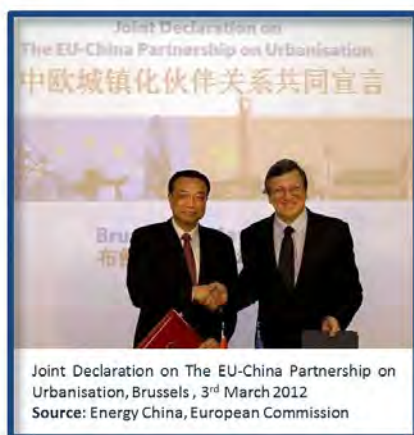 Joint Declaration on
The EU-China Partnership on Urbanisation
中欧城镇化伙伴关系共同宣言
Joint Declaration on The EU-China Partnership on
Urbanisation, Brussels , 3rd March 2012
Source: Energy China, European Commission